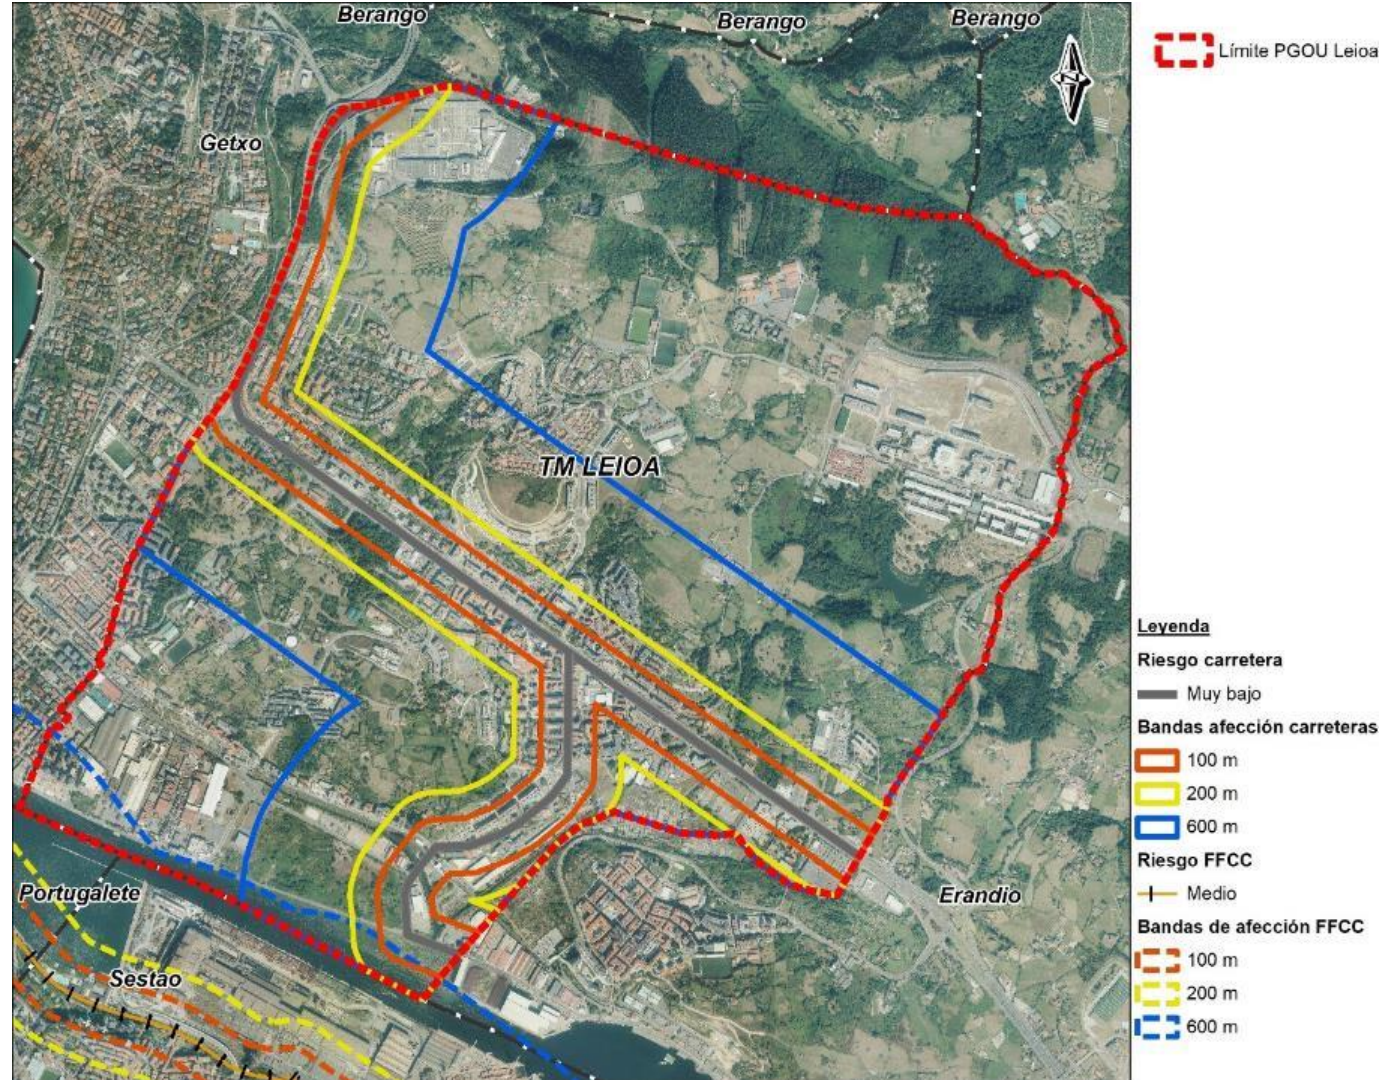 Berango
Berango
Berango
Getxo
TM LEIOA
Erandio
Portugalete
Sestao
N
Límite PGOU Leioa
Leyenda
Riesgo carretera
Muy bajo
Bandas afección carreteras
100 m
200 m
600 m
Riesgo FFCC
Medio
Bandas de afección FFCC
100 m
200 m
600 m